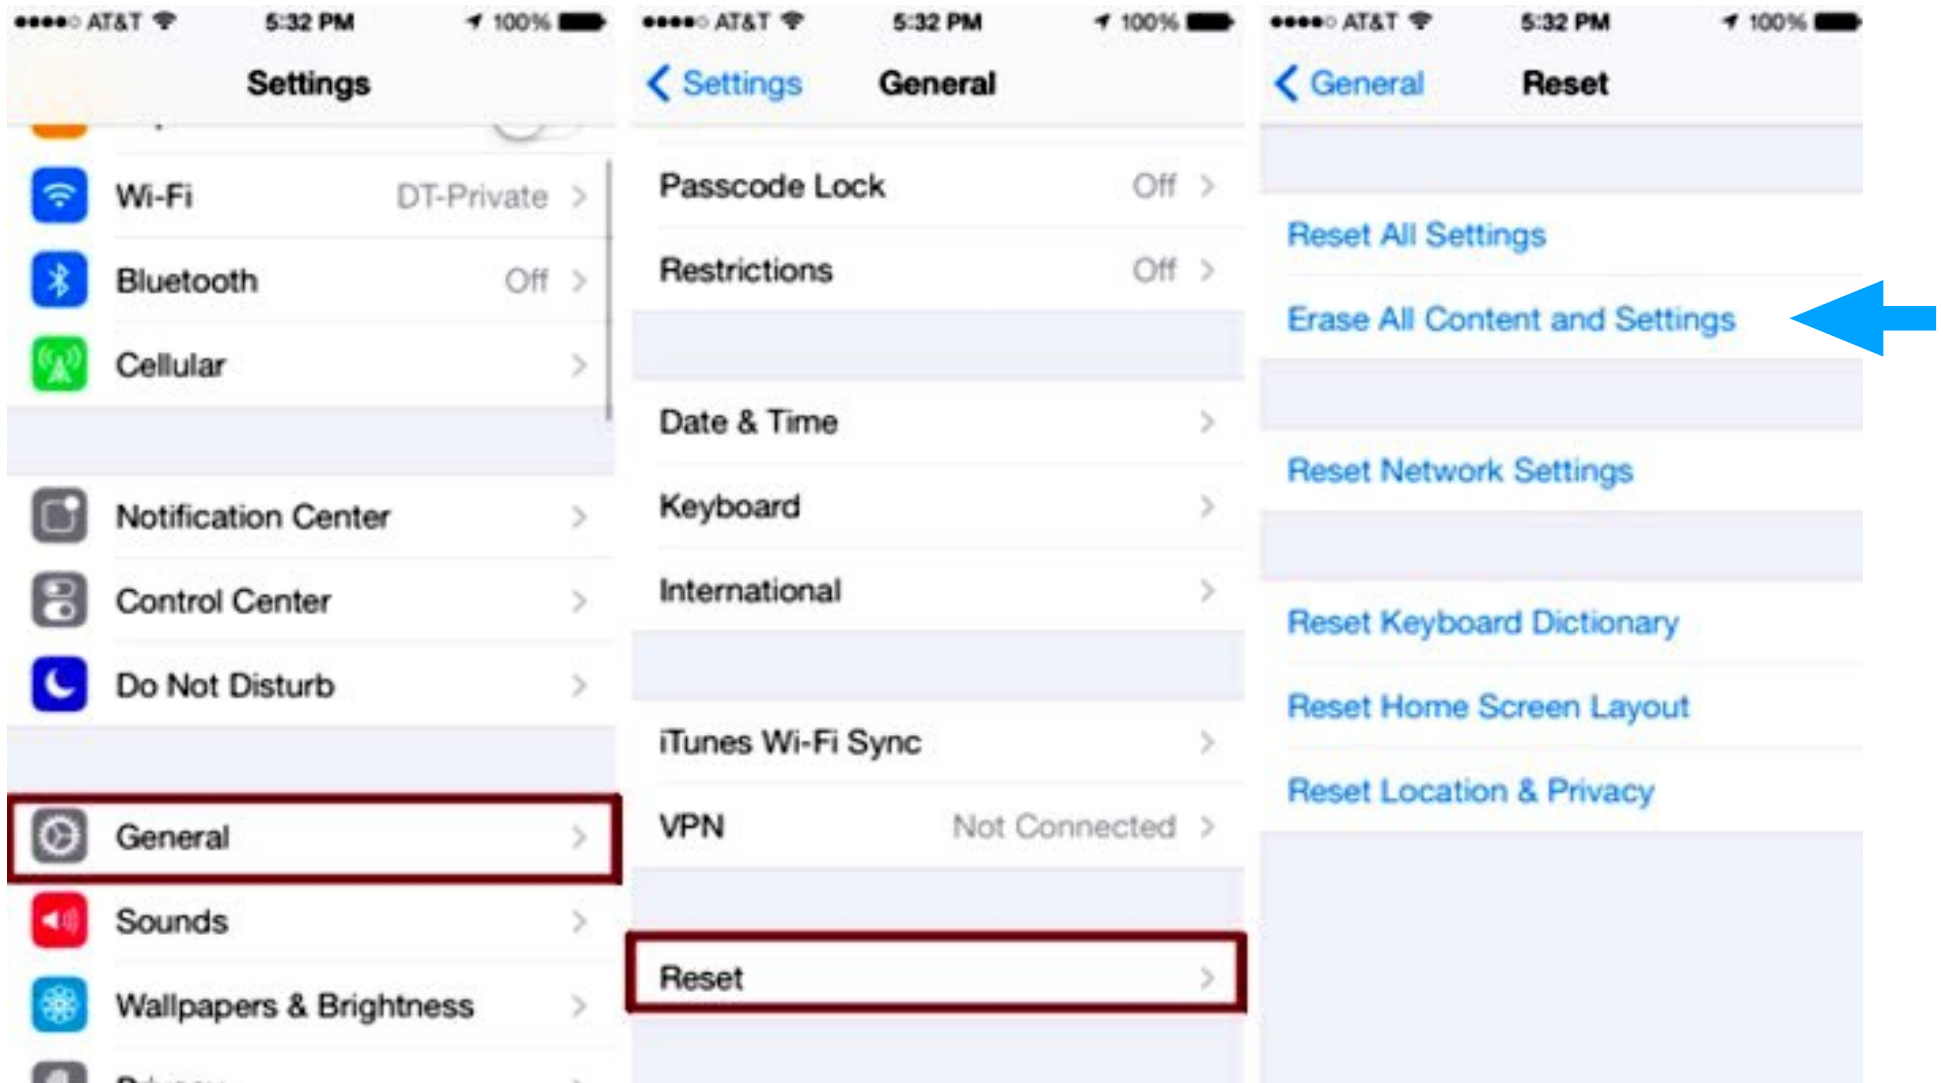 AT&T 5:32 PM 100%
Settings
Wi-Fi DT-Private
Bluetooth Off
Cellular
Notification Center
Control Center
Do Not Disturb
General
Sounds
Wallpapers & Brightness
AT&T 5:32 PM 100%
Settings General
Passcode Lock Off
Restrictions Off
Date & Time
Keyboard
International
iTunes Wi-Fi Sync
VPN Not Connected
Reset
AT&T 5:32 PM 100%
General Reset
Reset All Settings
Erase All Content and Settings
Reset Network Settings
Reset Keyboard Dictionary
Reset Home Screen Layout
Reset Location & Privacy